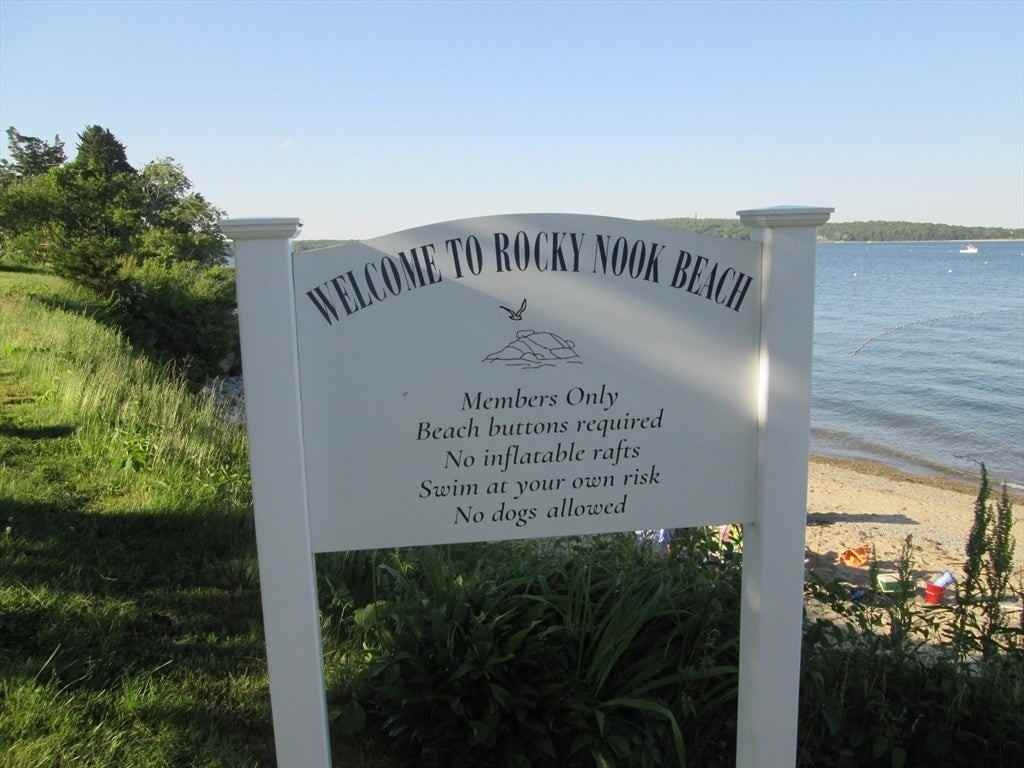 WELCOME TO ROCKY NOOK BEACH
Members Only
Beach buttons required
No inflatable rafts
Swim at your own risk
No dogs allowed